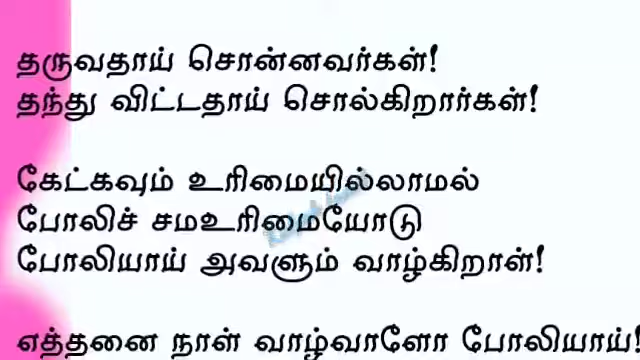 தருவதாய் சொன்னவர்கள்!
தந்து விட்டதாய் சொல்கிறார்கள்!
கேட்கவும் உரிமையில்லாமல்
போலிச் சமஉரிமையோடு
போலியாய் அவளும் வாழ்கிறாள்!
எத்தனை நாள் வாழ்வாளோ போலியாய்!